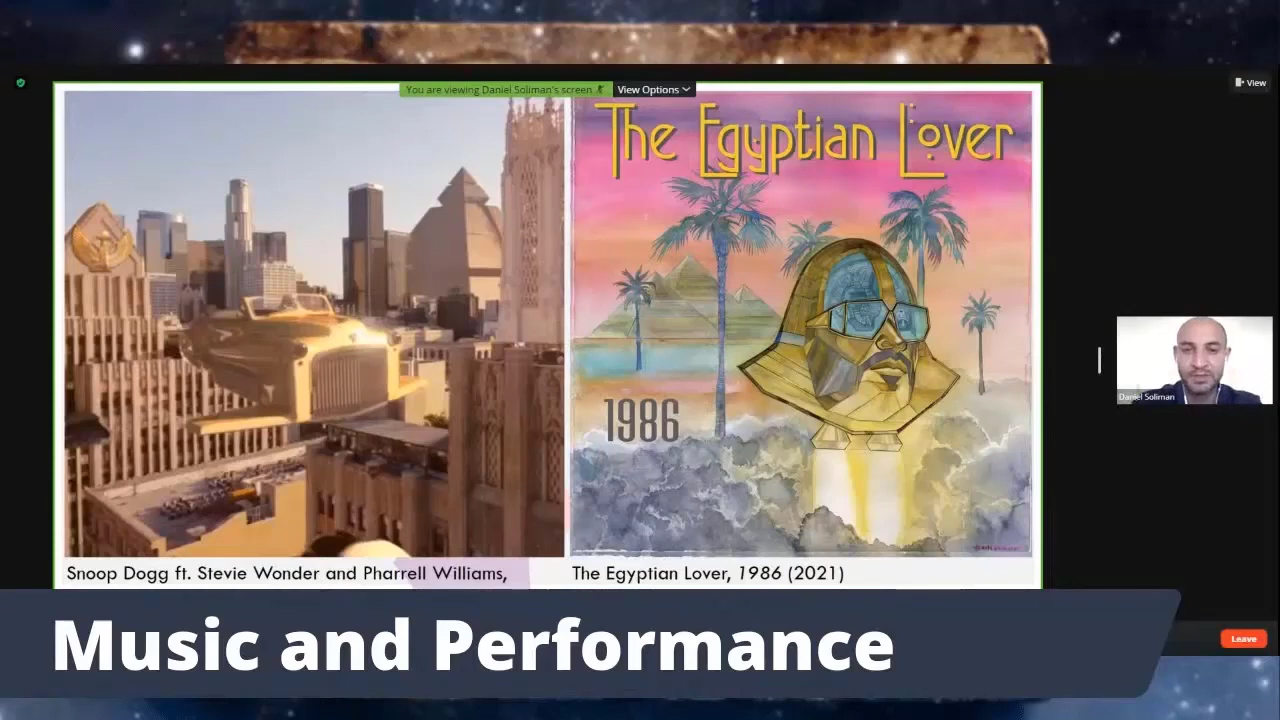 You are viewing Daniel Soliman's screen
View Options
View
The Egyptian Lover
1986
Daniel Soliman
Snoop Dogg ft. Stevie Wonder and Pharrell Williams,
The Egyptian Lover, 1986 (2021)
Music and Performance
Leave